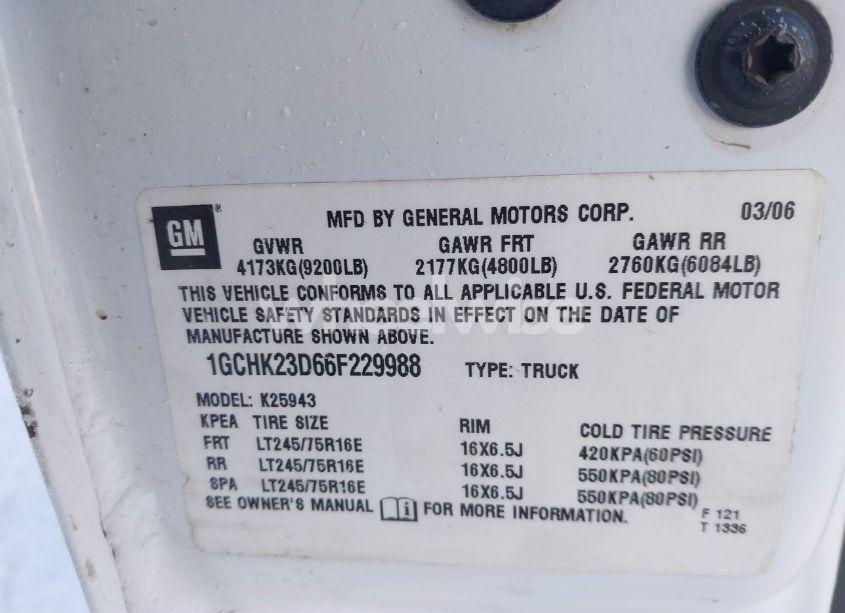 GM®
MFD BY GENERAL MOTORS CORP. 03/06
GVWR GAWR FRT GAWR RR
4173KG(9200LB) 2177KG(4800LB) 2760KG(6084LB)
THIS VEHICLE CONFORMS TO ALL APPLICABLE U.S. FEDERAL MOTOR
VEHICLE SAFETY STANDARDS IN EFFECT ON THE DATE OF
MANUFACTURE SHOWN ABOVE.
1GCHK23D66F229988 TYPE: TRUCK
MODEL: K25943
KPEA TIRE SIZE RIM COLD TIRE PRESSURE
FRT LT245/75R16E 16X6.5J 420KPA(60PSI)
RR LT245/75R16E 16X6.5J 550KPA(80PSI)
SPA LT245/75R16E 16X6.5J 550KPA(80PSI)
SEE OWNER'S MANUAL i FOR MORE INFORMATION.
F 121
T 1336